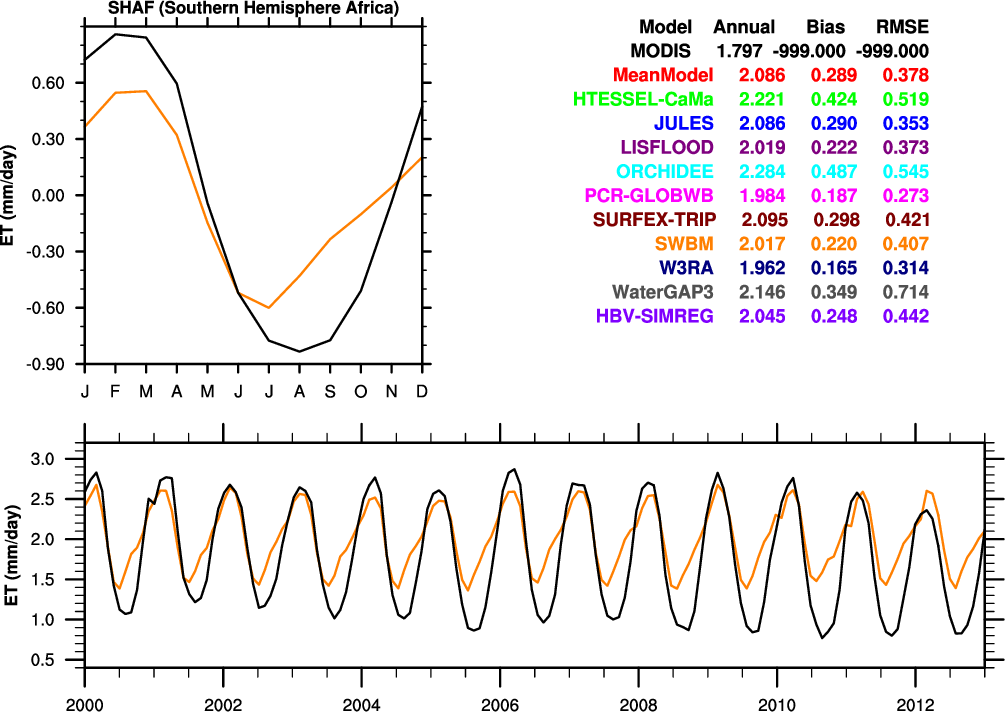 SHAF (Southern Hemisphere Africa)
ET (mm/day)
0.60
0.30
0.00
-0.30
-0.60
-0.90
J F M A M J J A S O N D
Model Annual Bias RMSE
MODIS 1.797 -999.000 -999.000
MeanModel 2.086 0.289 0.378
HTESSEL-CaMa 2.221 0.424 0.519
JULES 2.086 0.290 0.353
LISFLOOD 2.019 0.222 0.373
ORCHIDEE 2.284 0.487 0.545
PCR-GLOBWB 1.984 0.187 0.273
SURFEX-TRIP 2.095 0.298 0.421
SWBM 2.017 0.220 0.407
W3RA 1.962 0.165 0.314
WaterGAP3 2.146 0.349 0.714
HBV-SIMREG 2.045 0.248 0.442
ET (mm/day)
3.0
2.5
2.0
1.5
1.0
0.5
2000 2002 2004 2006 2008 2010 2012